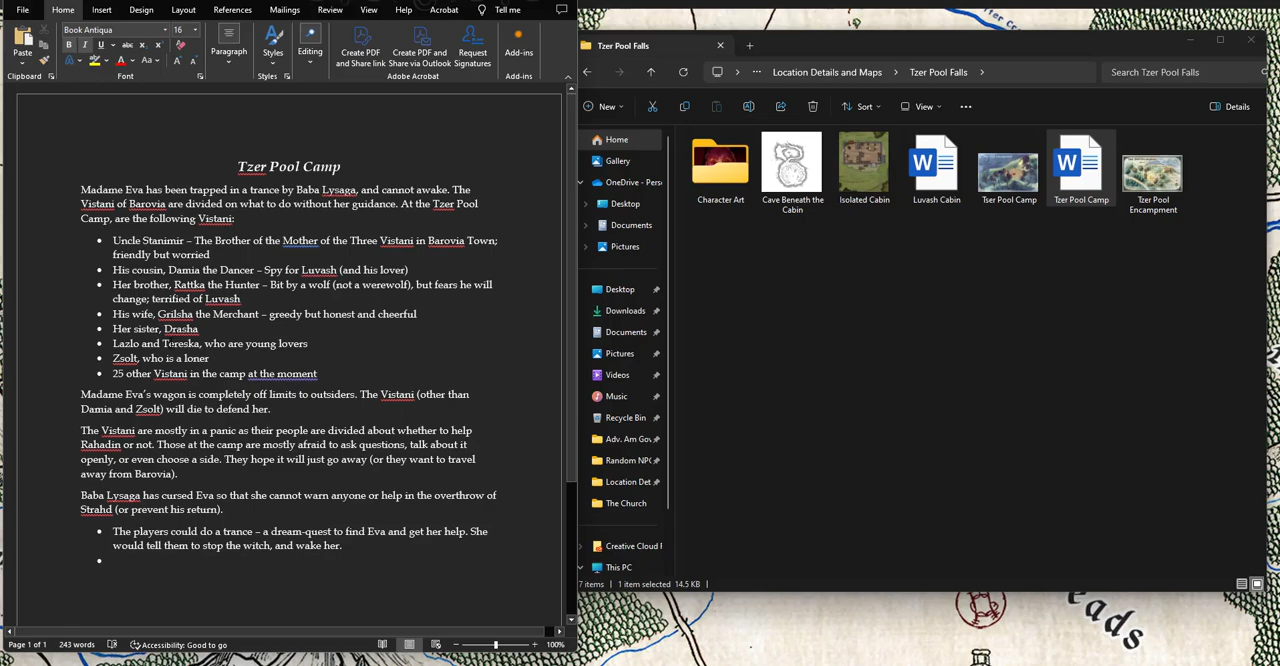 File Home Insert Design Layout References Mailings Review View Help Acrobat Tell me
Book Antiqua 16
B I U ab x x
Aa A A
Paste
Clipboard
Font
Paragraph
Styles
Styles
Editing
Create PDF and Share link
Create PDF and Share via Outlook
Request Signatures
Adobe Acrobat
Add-ins
Add-ins
Tzer Pool Camp
Madame Eva has been trapped in a trance by Baba Lysaga, and cannot awake. The
Vistani of Barovia are divided on what to do without her guidance. At the Tzer Pool
Camp, are the following Vistani:
• Uncle Stanimir – The Brother of the Mother of the Three Vistani in Barovia Town;
friendly but worried
• His cousin, Damia the Dancer – Spy for Luvash (and his lover)
• Her brother, Rattka the Hunter – Bit by a wolf (not a werewolf), but fears he will
change; terrified of Luvash
• His wife, Grilsha the Merchant – greedy but honest and cheerful
• Her sister, Drasha
• Lazlo and Tereska, who are young lovers
• Zsolt, who is a loner
• 25 other Vistani in the camp at the moment
Madame Eva's wagon is completely off limits to outsiders. The Vistani (other than
Damia and Zsolt) will die to defend her.
The Vistani are mostly in a panic as their people are divided about whether to help
Rahadin or not. Those at the camp are mostly afraid to ask questions, talk about it
openly, or even choose a side. They hope it will just go away (or they want to travel
away from Barovia).
Baba Lysaga has cursed Eva so that she cannot warn anyone or help in the overthrow of
Strahd (or prevent his return).
• The players could do a trance – a dream-quest to find Eva and get her help. She
would tell them to stop the witch, and wake her.
•
Page 1 of 1 243 words Accessibility: Good to go 100%
Tzer Pool Falls
Location Details and Maps Tzer Pool Falls Search Tzer Pool Falls
New Sort View Details
Home
Gallery
OneDrive - Pers
Desktop
Documents
Pictures
Desktop
Downloads
Documents
Pictures
Videos
Music
Recycle Bin
Adv. Am Gov
Random NPC
Location Det
The Church
Creative Cloud F
This PC
Character Art
Cave Beneath the Cabin
Isolated Cabin
Luvash Cabin
Tser Pool Camp
Tzer Pool Camp
Tzer Pool Encampment
7 items 1 item selected 14.5 KB
eads